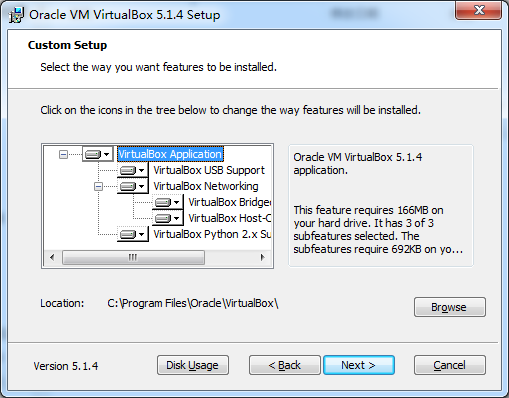 Oracle VM VirtualBox 5.1.4 Setup
Custom Setup
Select the way you want features to be installed.
Click on the icons in the tree below to change the way features will be installed.
VirtualBox Application
VirtualBox USB Support
VirtualBox Networking
VirtualBox Bridge
VirtualBox Host-O
VirtualBox Python 2.x Su
Oracle VM VirtualBox 5.1.4
application.
This feature requires 166MB on
your hard drive. It has 3 of 3
subfeatures selected. The
subfeatures require 692KB on yo...
Location: C:\Program Files\Oracle\VirtualBox\
Browse
Version 5.1.4
Disk Usage
< Back
Next >
Cancel